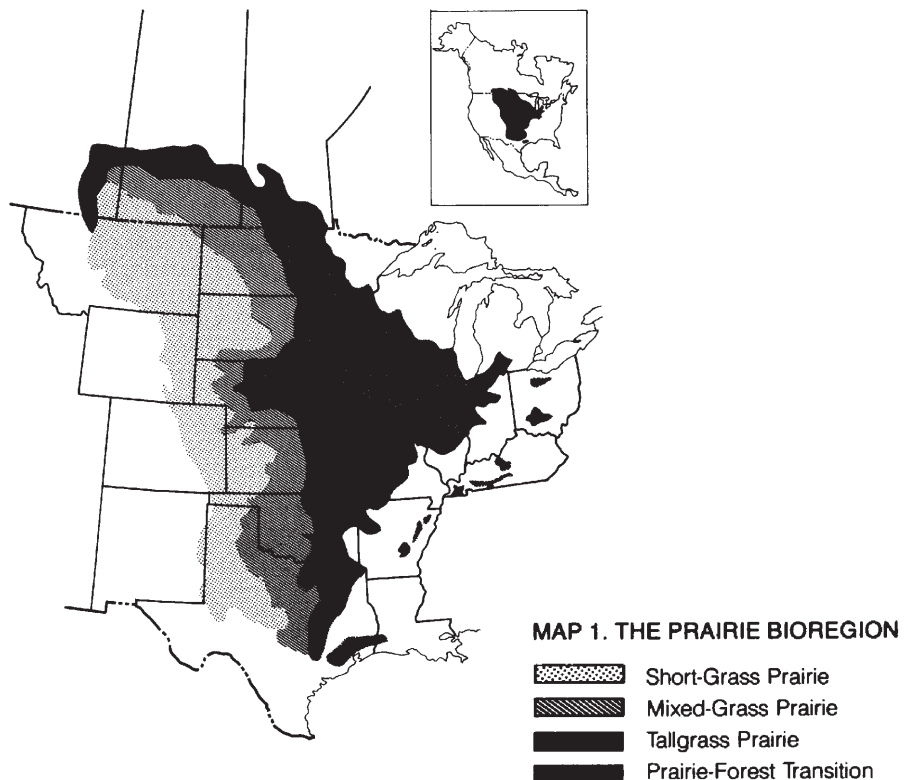 MAP 1. THE PRAIRIE BIOREGION
Short-Grass Prairie
Mixed-Grass Prairie
Tallgrass Prairie
Prairie-Forest Transition